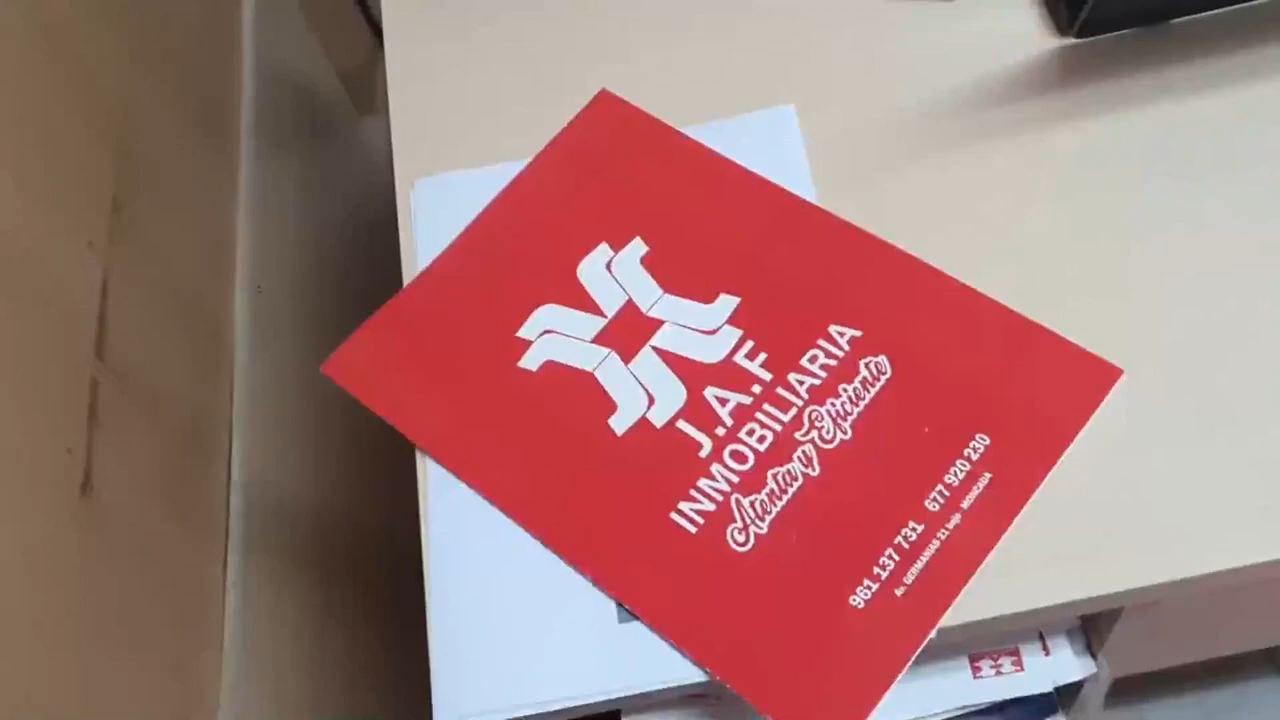 J.A.F
INMOBILIARIA
Atenta y Eficiente
961 137 731 677 920 230
Av. GERMANIAS 21 bajo - MONCADA